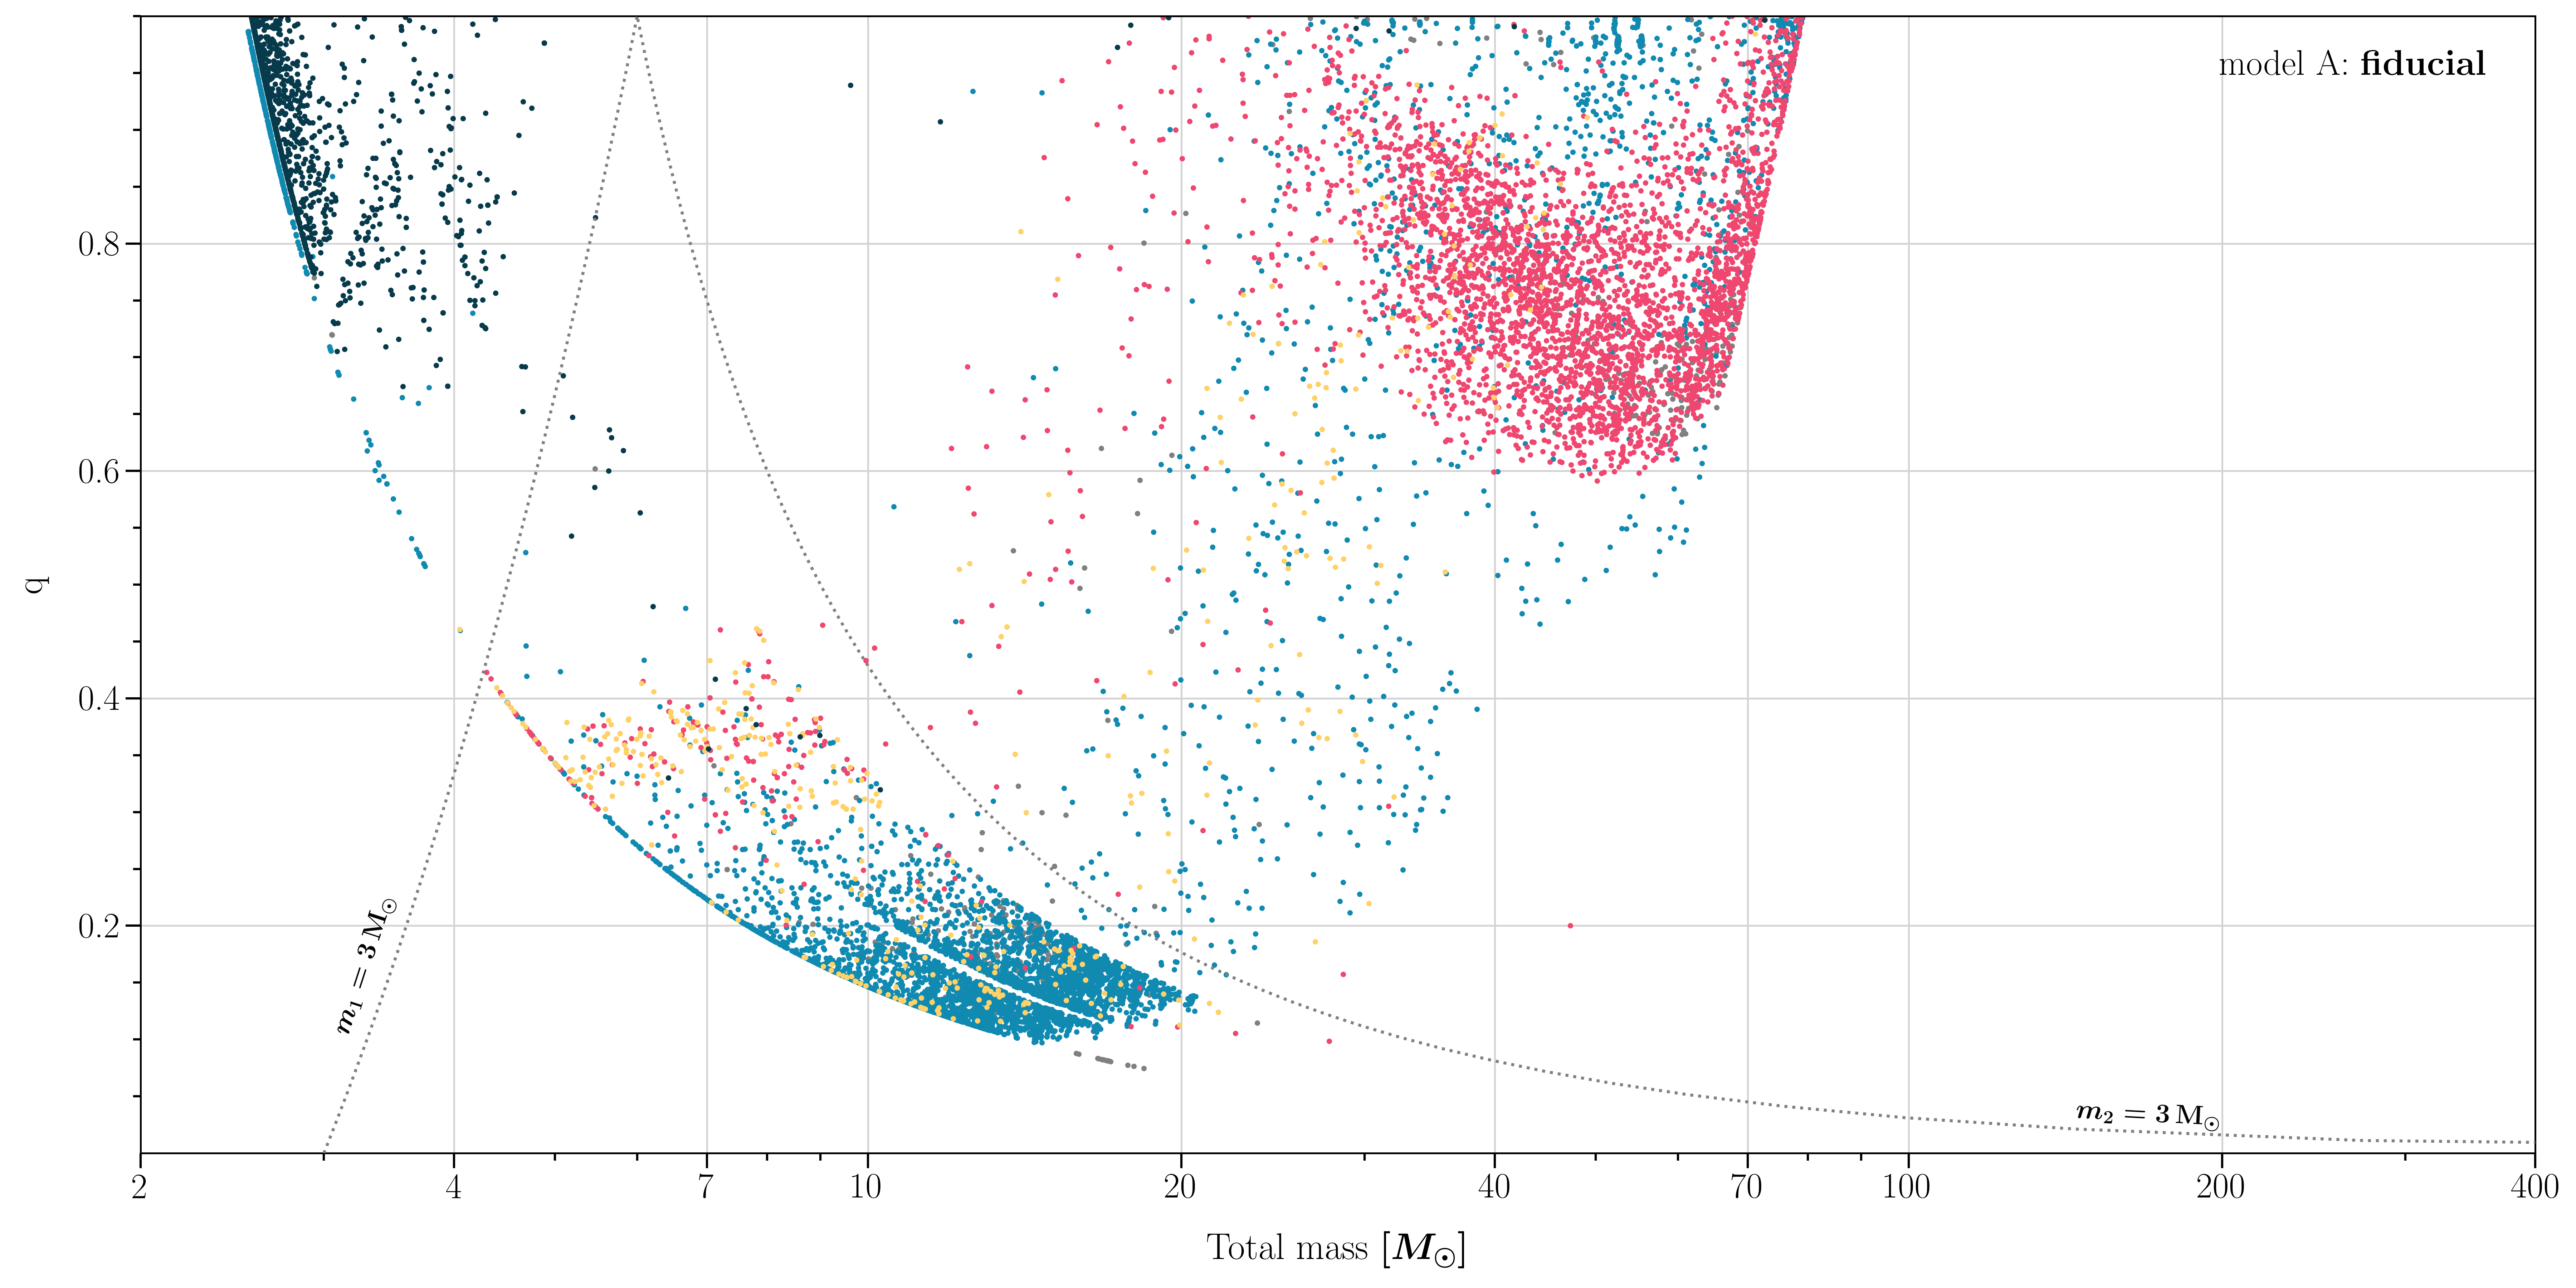 model A: fiducial
0.8
0.6
q
0.4
0.2
m₁ = 3 M⊙
m₂ = 3 M⊙
2 4 7 10 20 40 70 100 200 400
Total mass [M⊙]